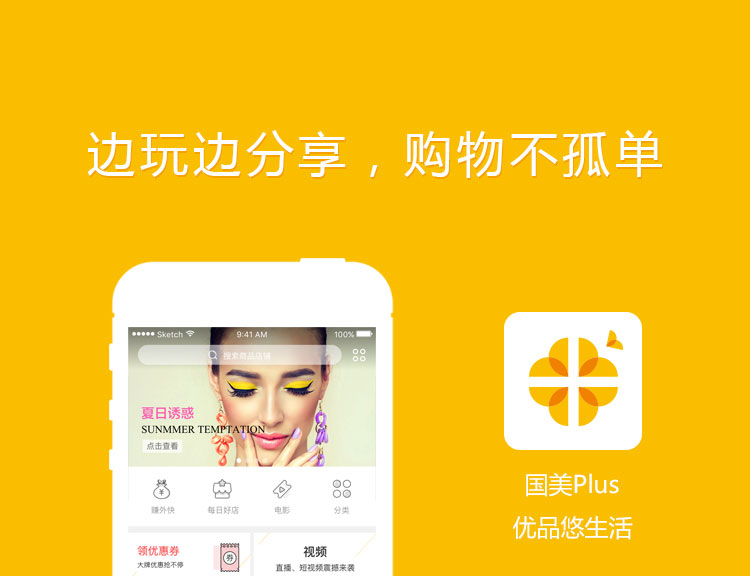 边玩边分享，购物不孤单
Sketch 9:41 AM 100%
搜索商品店铺
夏日诱惑
SUNMMER TEMPTATION
点击查看
赚外快 每日好店 电影 分类
领优惠券
大牌优惠抢不停
券
视频
直播、短视频震撼来袭
国美Plus
优品悠生活